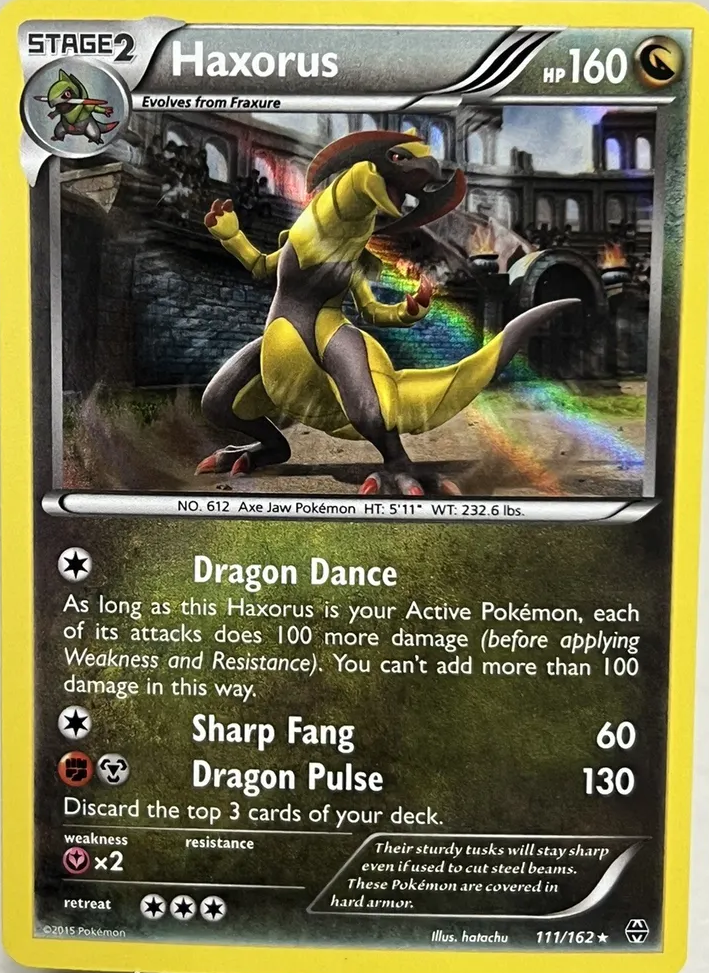 STAGE2
Haxorus
HP160
Evolves from Fraxure
NO. 612 Axe Jaw Pokémon HT: 5'11" WT: 232.6 lbs.
Dragon Dance
As long as this Haxorus is your Active Pokémon, each
of its attacks does 100 more damage (before applying
Weakness and Resistance). You can't add more than 100
damage in this way.
Sharp Fang 60
Dragon Pulse 130
Discard the top 3 cards of your deck.
weakness resistance
×2
Their sturdy tusks will stay sharp
even if used to cut steel beams.
These Pokémon are covered in
hard armor.
retreat
©2015 Pokémon
Illus. hatachu 111/162★